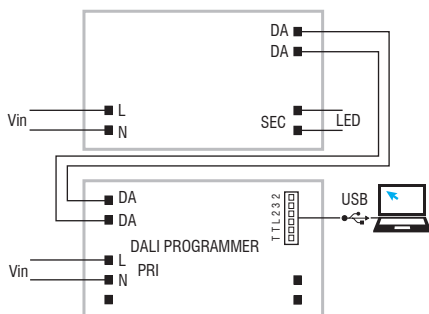 DA
DA
Vin
L
N
SEC
LED
DA
DA
TTL232
USB
DALI PROGRAMMER
Vin
L
N
PRI